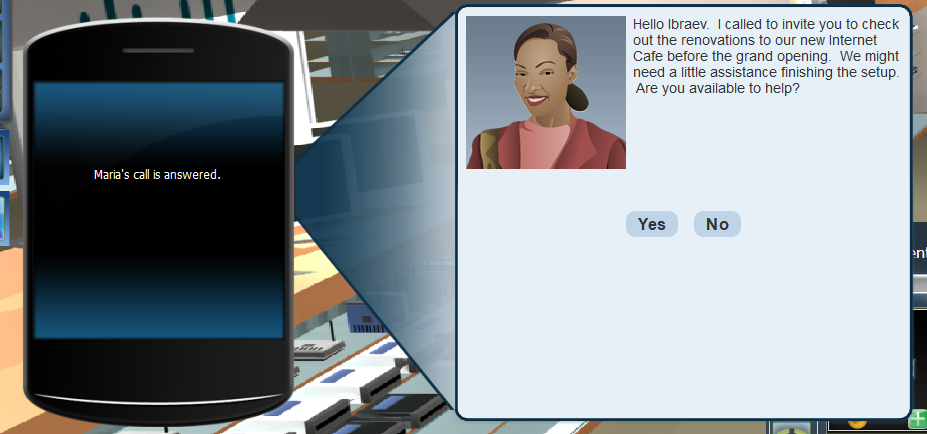 Maria's call is answered.
Hello Ibraev.  I called to invite you to check
out the renovations to our new Internet
Cafe before the grand opening.  We might
need a little assistance finishing the setup.
Are you available to help?
Yes No